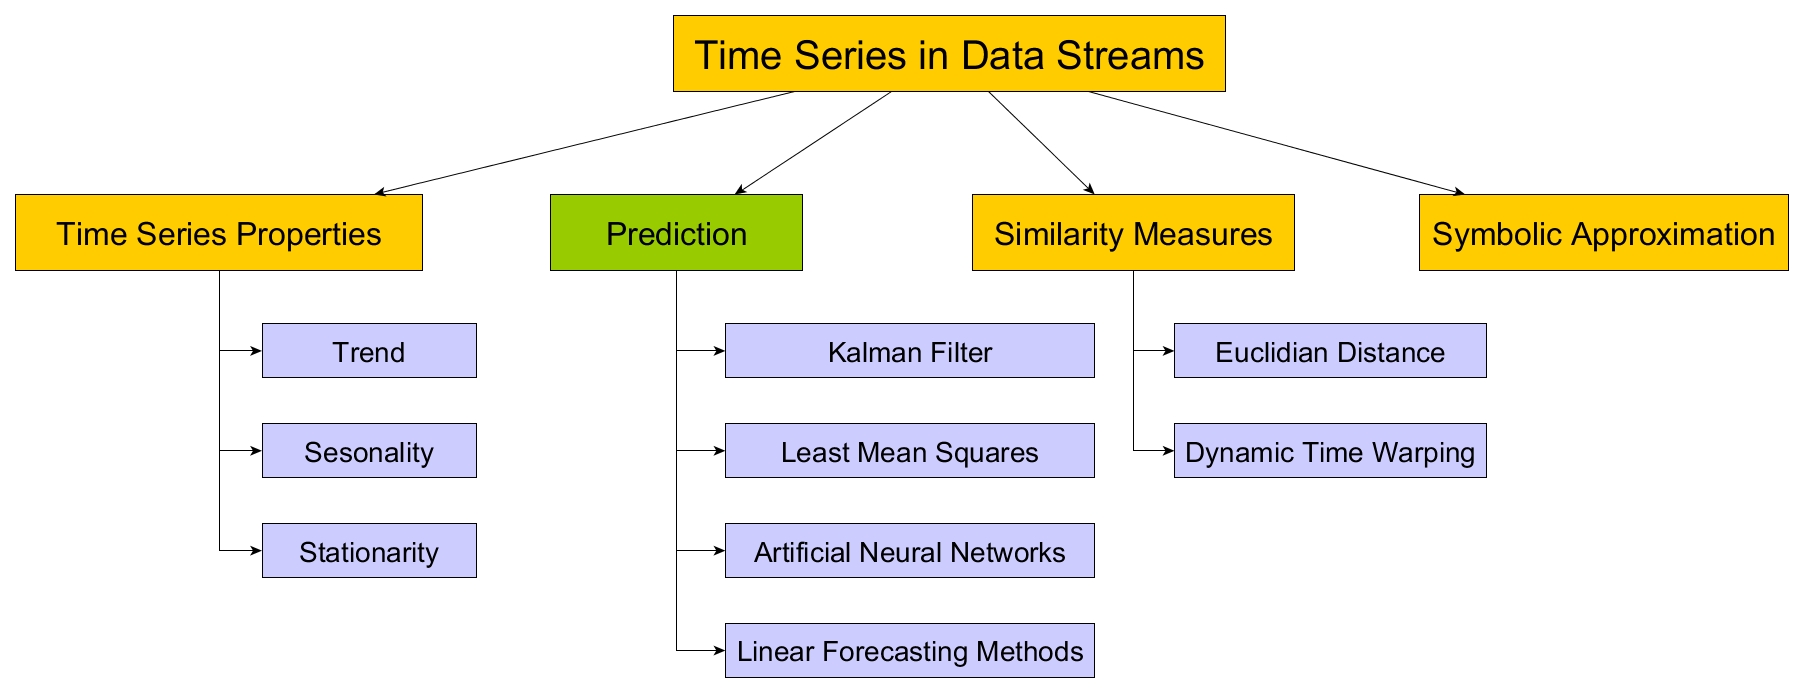 Time Series in Data Streams
Time Series Properties
Prediction
Similarity Measures
Symbolic Approximation
Trend
Sesonality
Stationarity
Kalman Filter
Least Mean Squares
Artificial Neural Networks
Linear Forecasting Methods
Euclidian Distance
Dynamic Time Warping